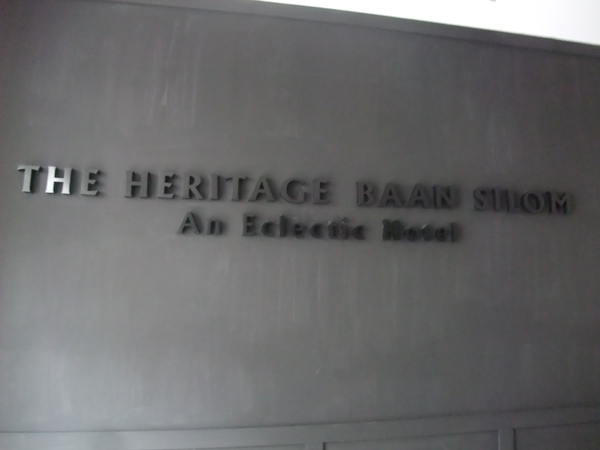 THE HERITAGE BAAN SILOM
An Eclectic Hotel